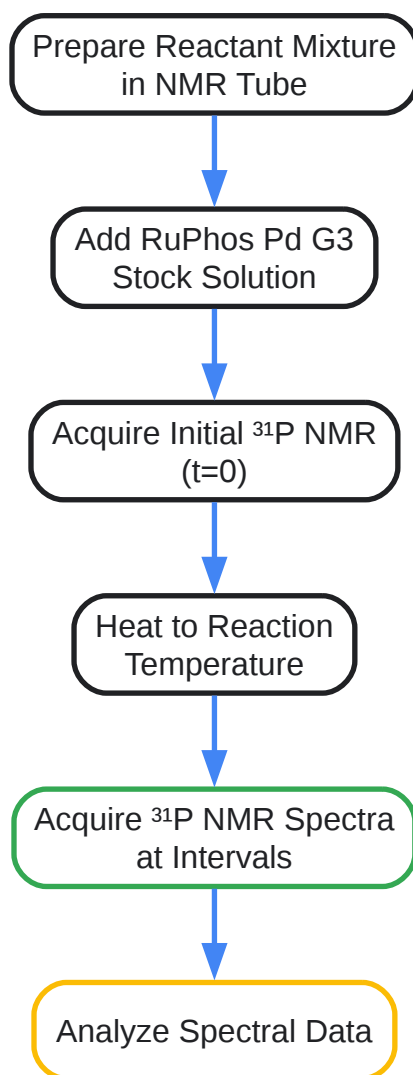 Prepare Reactant Mixture
in NMR Tube
Add RuPhos Pd G3
Stock Solution
Acquire Initial ³¹P NMR
(t=0)
Heat to Reaction
Temperature
Acquire ³¹P NMR Spectra
at Intervals
Analyze Spectral Data